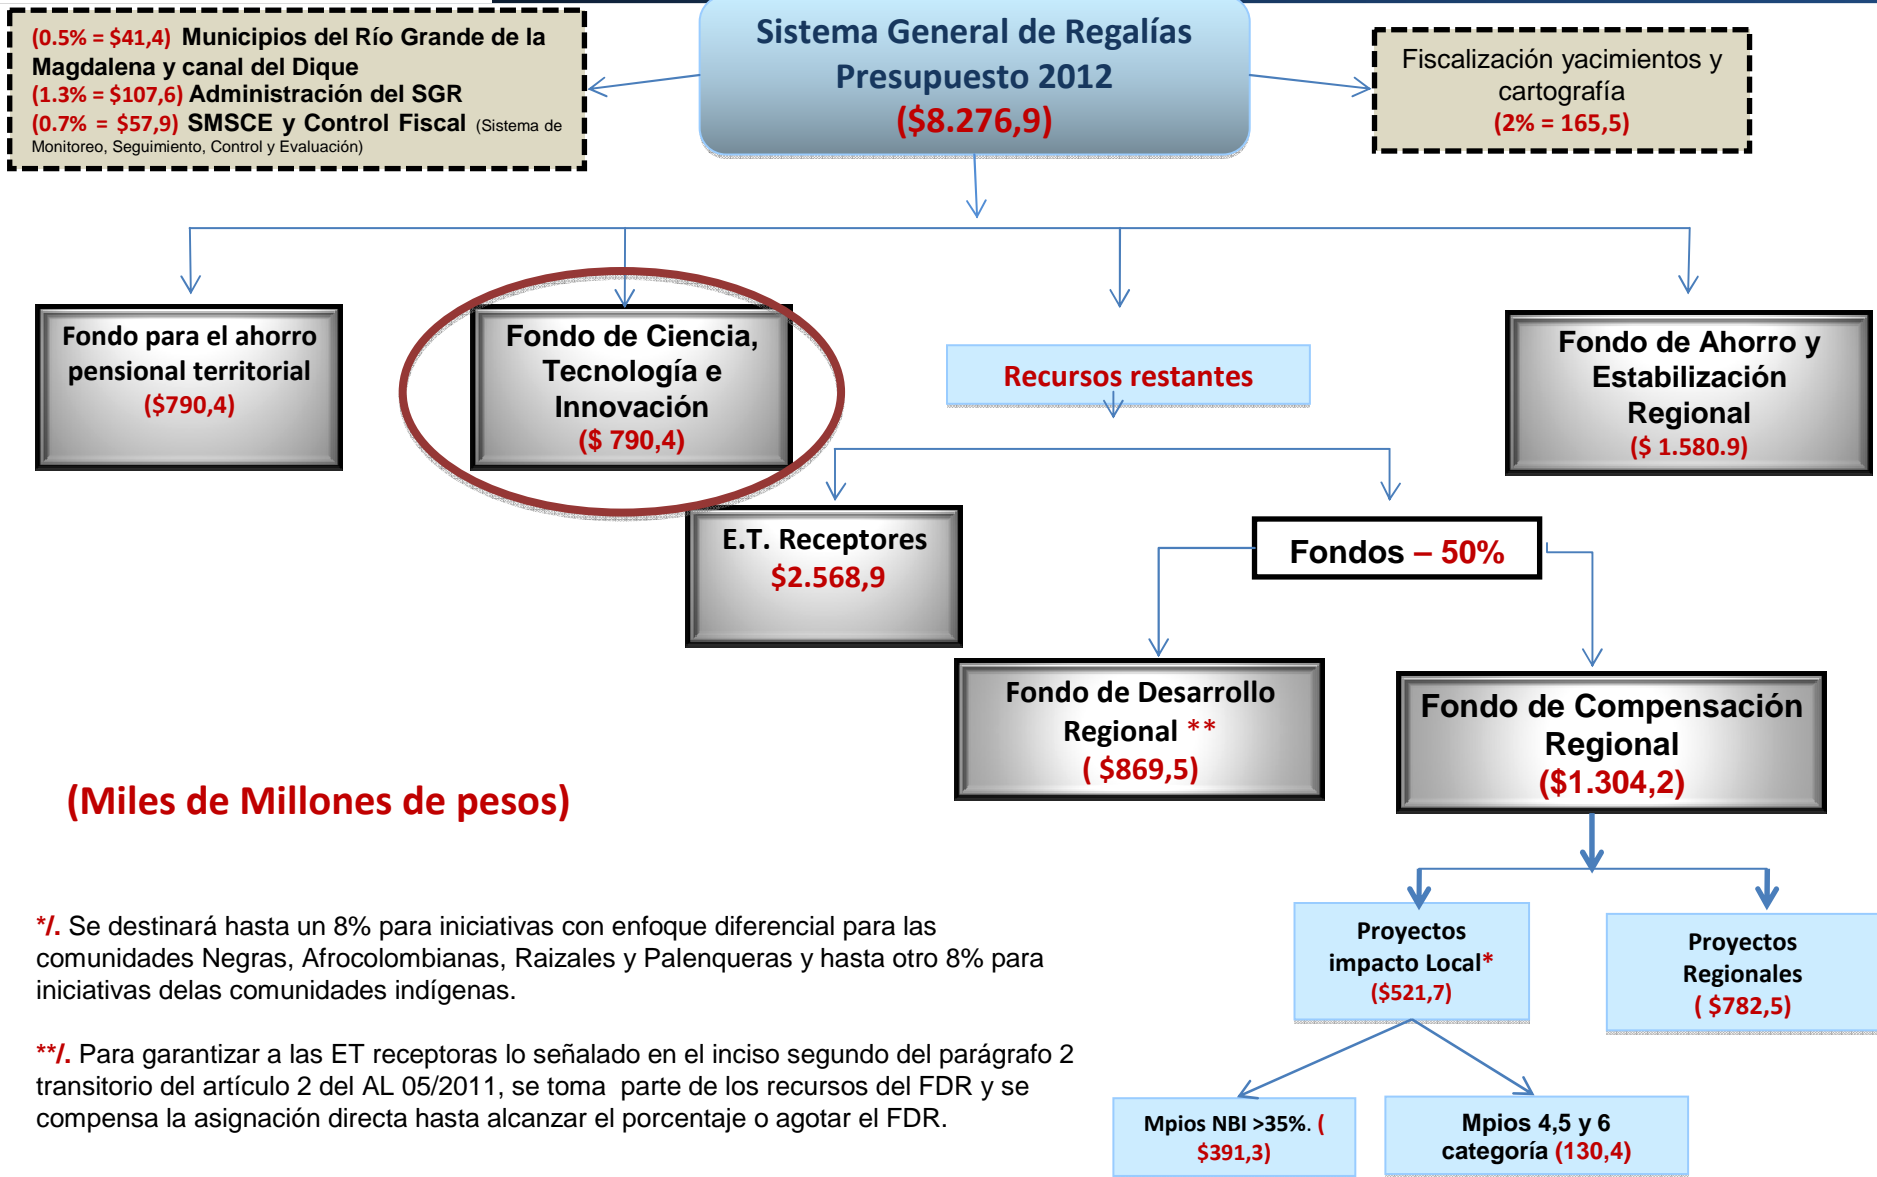 (0.5% = $41,4) Municipios del Río Grande de la
Magdalena y canal del Dique
(1.3% = $107,6) Administración del SGR
(0.7% = $57,9) SMSCE y Control Fiscal (Sistema de
Monitoreo, Seguimiento, Control y Evaluación)
Sistema General de Regalías
Presupuesto 2012
($8.276,9)
Fiscalización yacimientos y
cartografía
(2% = 165,5)
Fondo para el ahorro
pensional territorial
($790,4)
Fondo de Ciencia,
Tecnología e
Innovación
($ 790,4)
Recursos restantes
Fondo de Ahorro y
Estabilización
Regional
($ 1.580.9)
E.T. Receptores
$2.568,9
Fondos – 50%
Fondo de Desarrollo
Regional **
( $869,5)
Fondo de Compensación
Regional
($1.304,2)
(Miles de Millones de pesos)
Proyectos
impacto Local*
($521,7)
Proyectos
Regionales
( $782,5)
*/. Se destinará hasta un 8% para iniciativas con enfoque diferencial para las
comunidades Negras, Afrocolombianas, Raizales y Palenqueras y hasta otro 8% para
iniciativas delas comunidades indígenas.
**/. Para garantizar a las ET receptoras lo señalado en el inciso segundo del parágrafo 2
transitorio del artículo 2 del AL 05/2011, se toma parte de los recursos del FDR y se
compensa la asignación directa hasta alcanzar el porcentaje o agotar el FDR.
Mpios NBI >35%. (
$391,3)
Mpios 4,5 y 6
categoría (130,4)